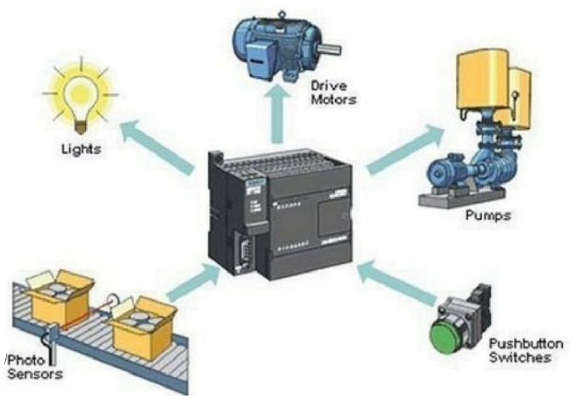 Drive
Motors
Lights
Pumps
/Photo
Sensors
Pushbutton
Switches